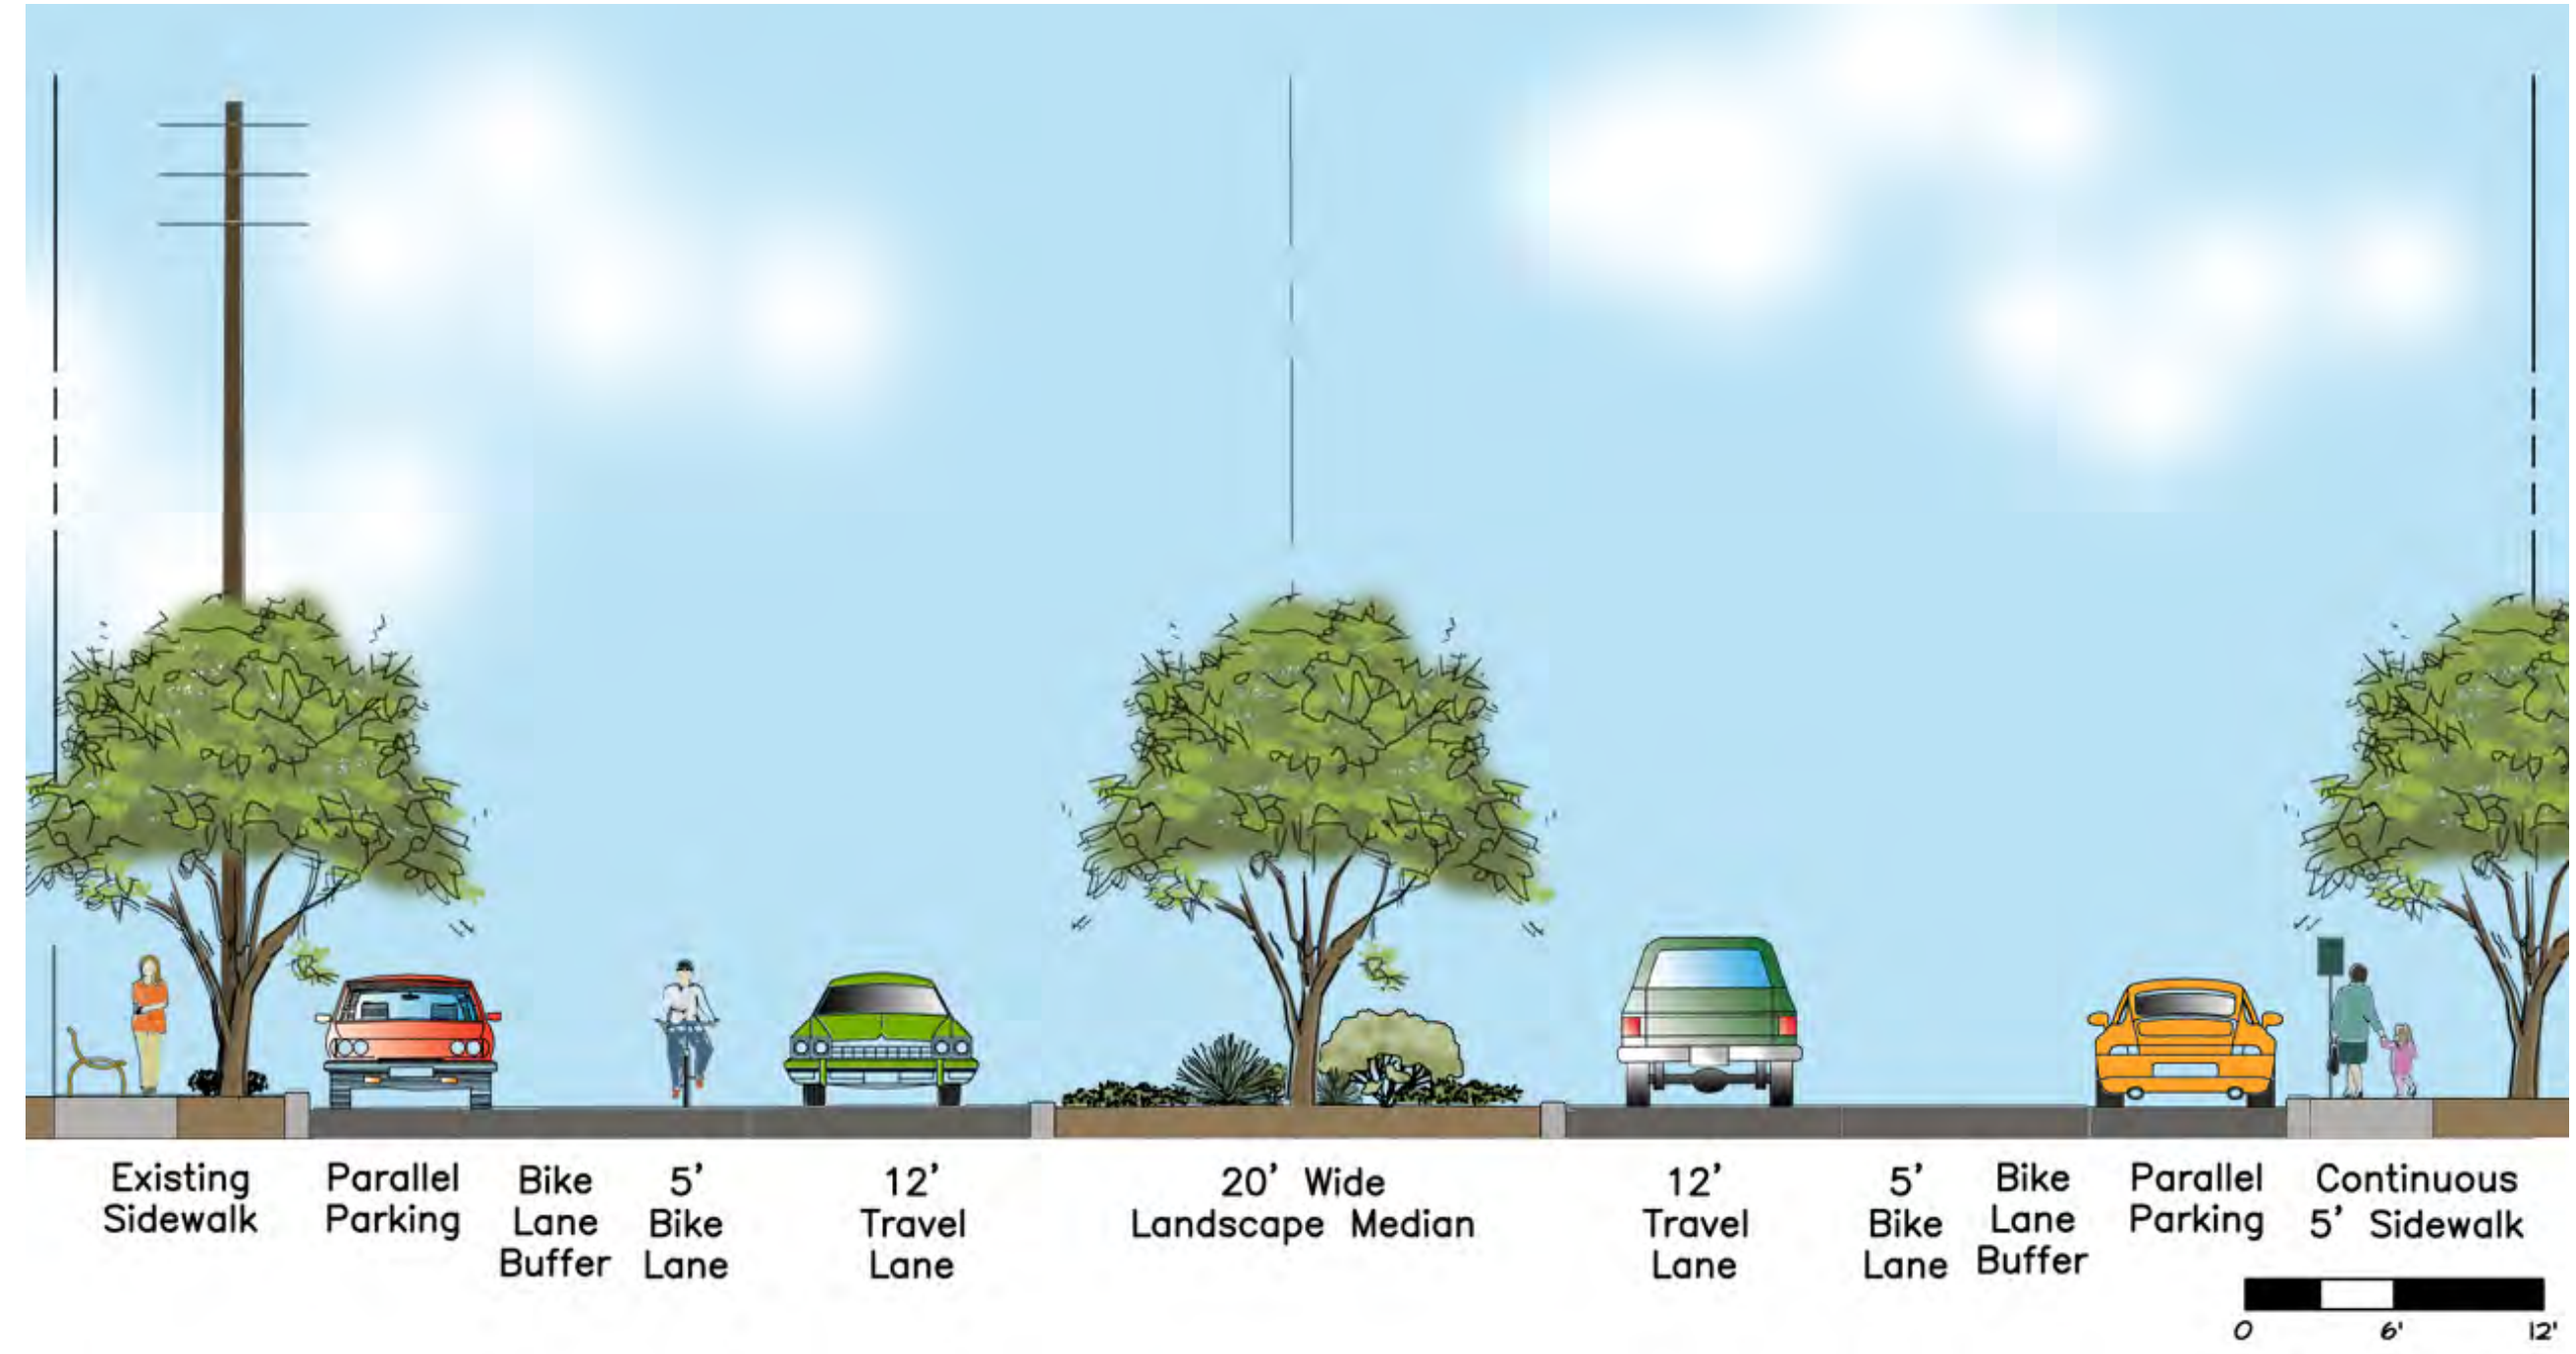 Existing
Sidewalk
Parallel
Parking
Bike
Lane
Buffer
5'
Bike
Lane
12'
Travel
Lane
20' Wide
Landscape Median
12'
Travel
Lane
5'
Bike
Lane
Bike
Lane
Buffer
Parallel
Parking
Continuous
5' Sidewalk
0 6' 12'